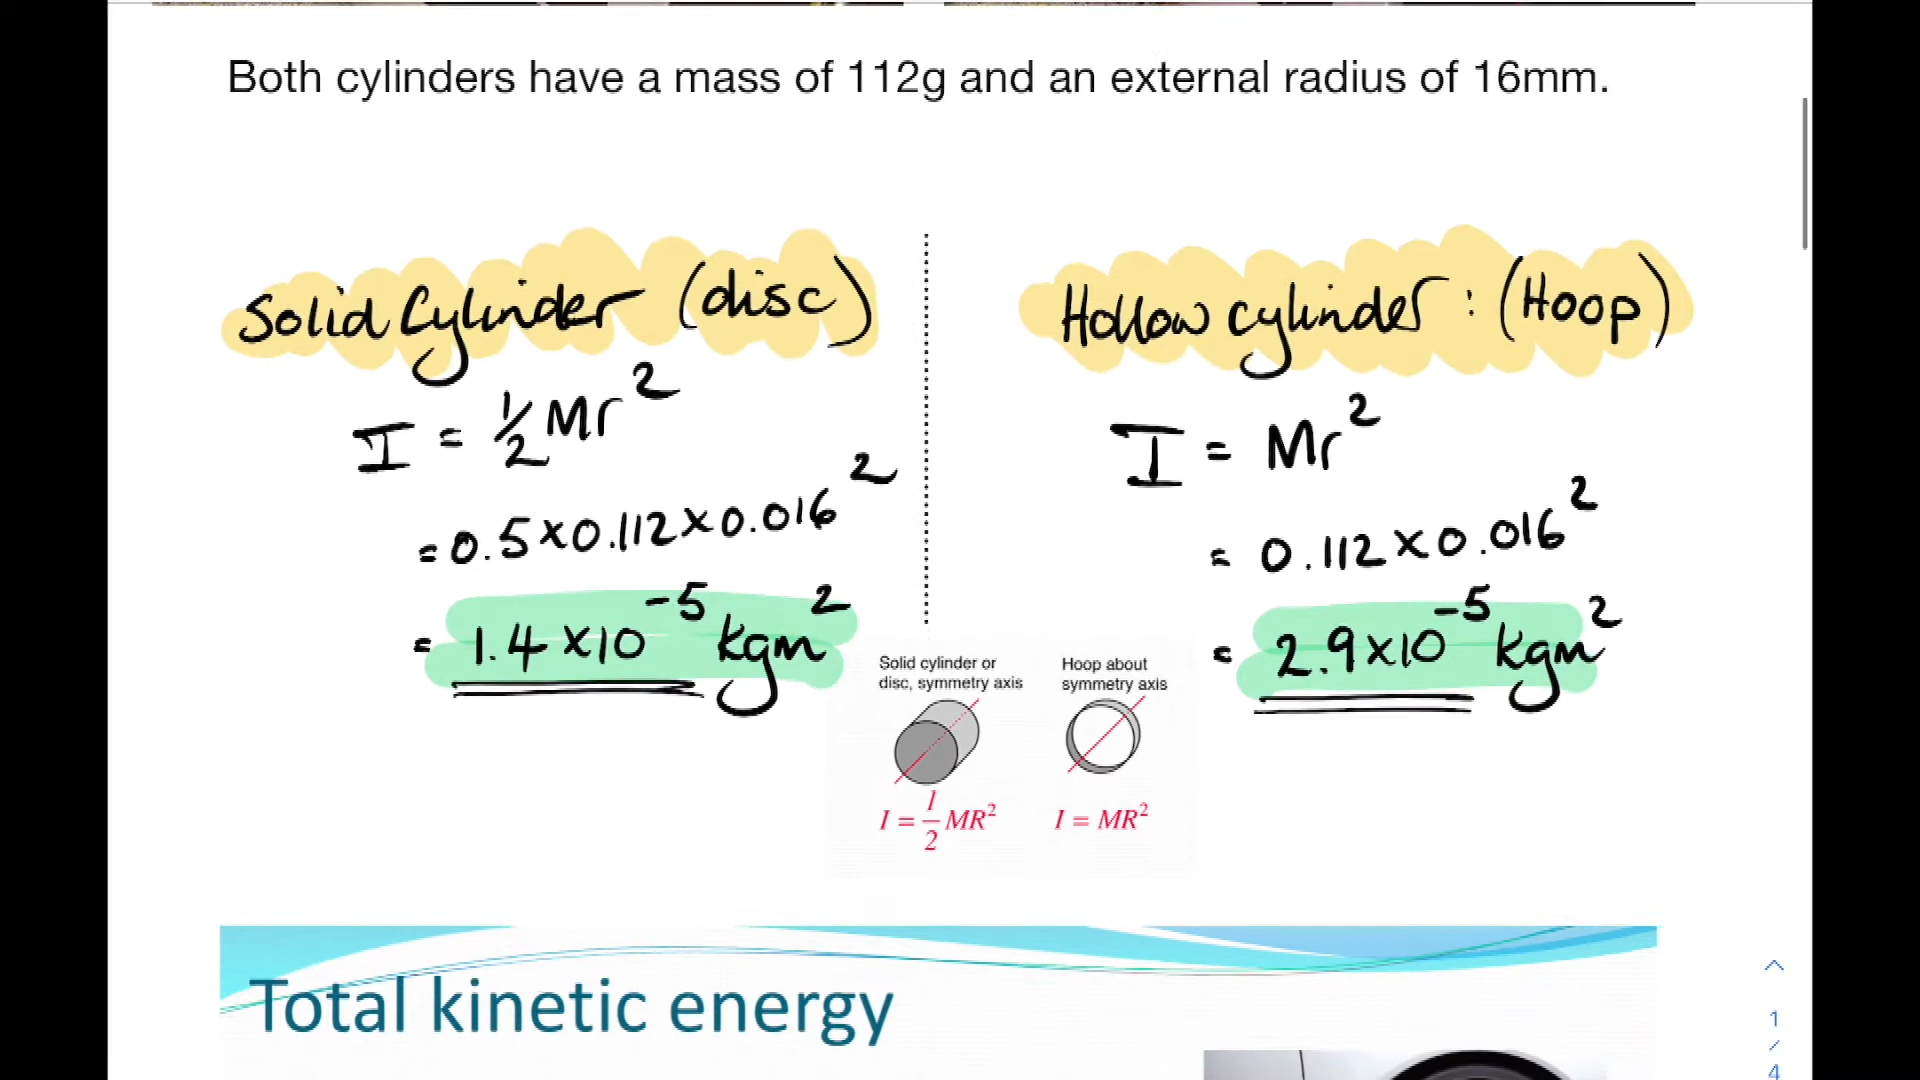 Both cylinders have a mass of 112g and an external radius of 16mm.
Solid Cylinder (disc)
I = 1/2 Mr²
= 0.5 × 0.112 × 0.016²
= 1.4 × 10⁻⁵ kgm²
Hollow cylinder : (Hoop)
I = Mr²
= 0.112 × 0.016²
= 2.9 × 10⁻⁵ kgm²
Solid cylinder or
disc, symmetry axis
I = 1/2 MR²
Hoop about
symmetry axis
I = MR²
Total kinetic energy
1
/
4